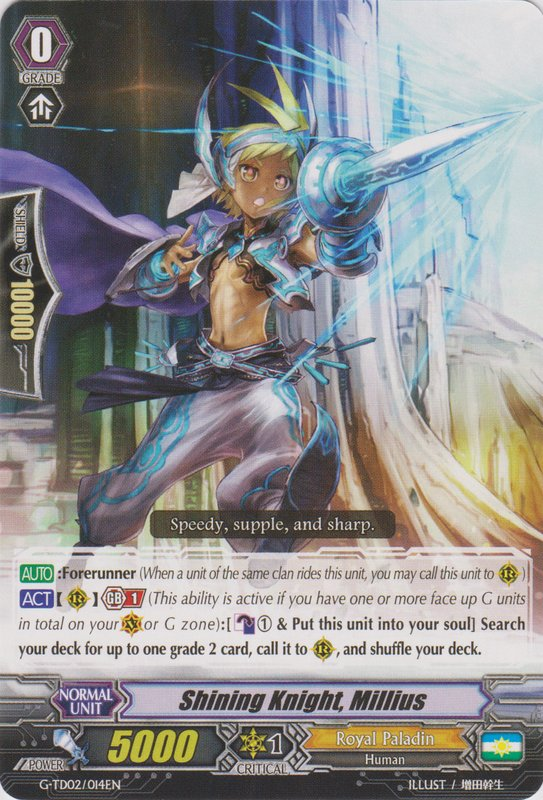 0
GRADE
SHIELD
10000
Speedy, supple, and sharp.
AUTO :Forerunner (When a unit of the same clan rides this unit, you may call this unit to R )
ACT 【 R 】 GB 1 (This ability is active if you have one or more face up G units
in total on your V or G zone):[ ① & Put this unit into your soul] Search
your deck for up to one grade 2 card, call it to R , and shuffle your deck.
NORMAL
UNIT
Shining Knight, Millius
POWER
5000
1
CRITICAL
Royal Paladin
Human
G-TD02/014EN
ILLUST / 増田幹生